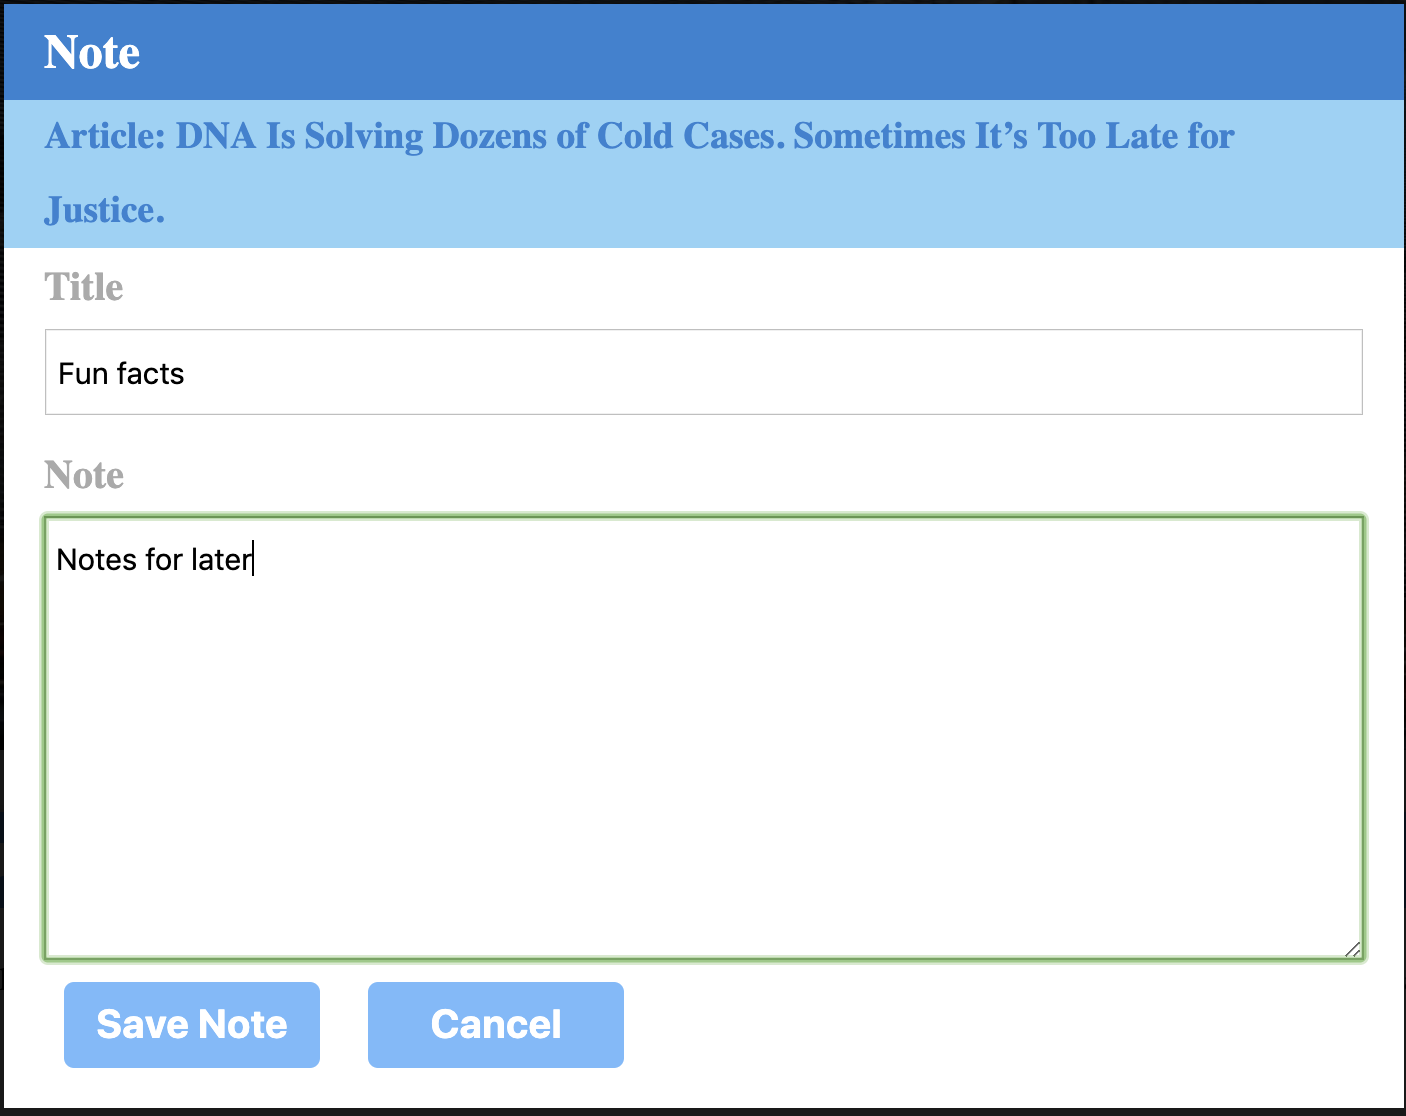 Note
Article: DNA Is Solving Dozens of Cold Cases. Sometimes It’s Too Late for
Justice.
Title
Fun facts
Note
Notes for later
Save Note
Cancel